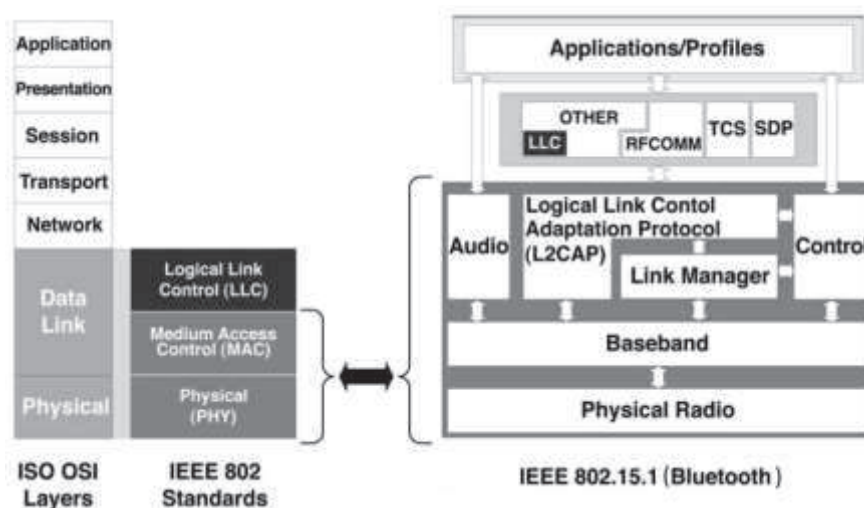 Application
Presentation
Session
Transport
Network
Data
Link
Physical
ISO OSI
Layers
Logical Link
Control (LLC)
Medium Access
Control (MAC)
Physical
(PHY)
IEEE 802
Standards
Applications/Profiles
OTHER
LLC
RFCOMM
TCS
SDP
Audio
Logical Link Contol
Adaptation Protocol
(L2CAP)
Link Manager
Control
Baseband
Physical Radio
IEEE 802.15.1 (Bluetooth)